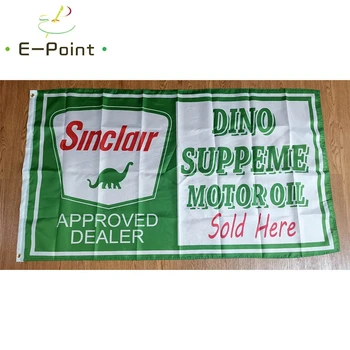 E-Point
Sinclair
APPROVED
DEALER
DINO
SUPPEME
MOTOR OIL
Sold Here